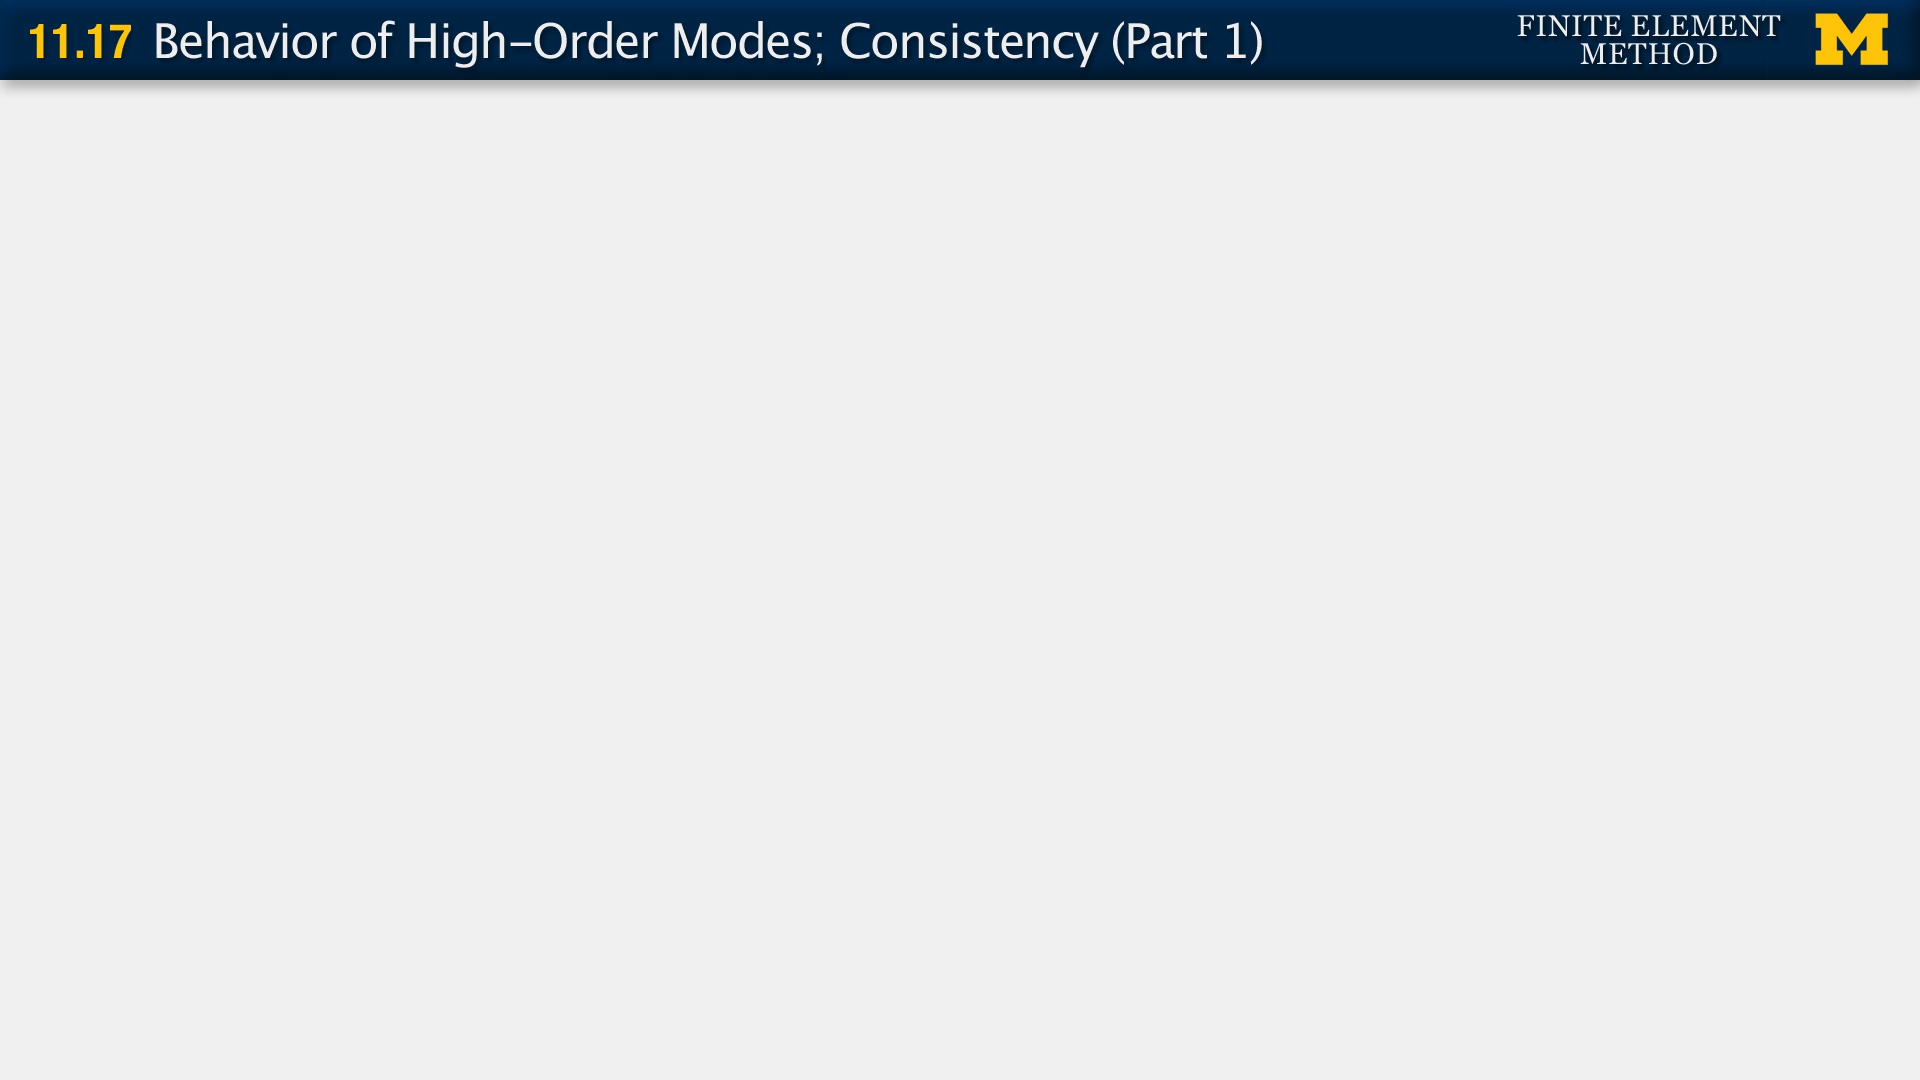 11.17 Behavior of High–Order Modes; Consistency (Part 1)
FINITE ELEMENT
METHOD
M